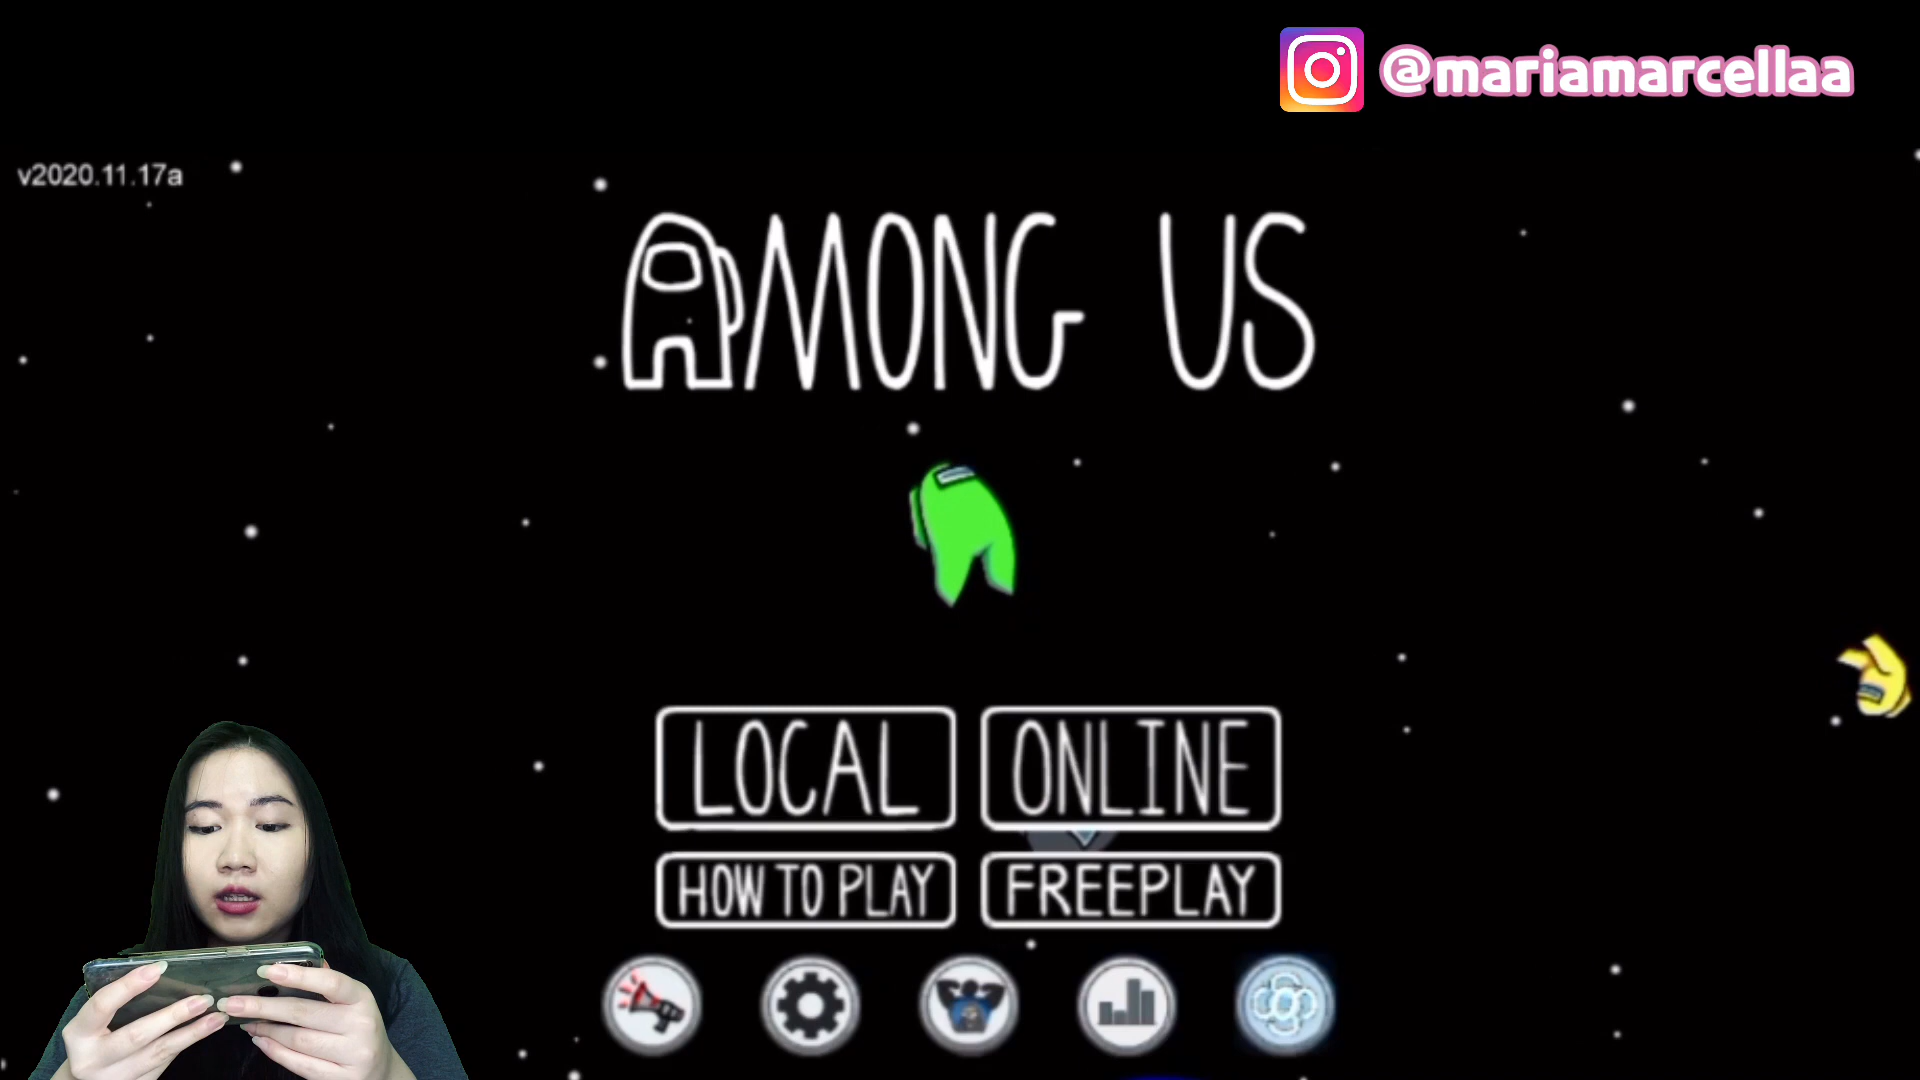 @mariamarcellaa
v2020.11.17a
AMONG US
LOCAL
ONLINE
HOW TO PLAY
FREEPLAY